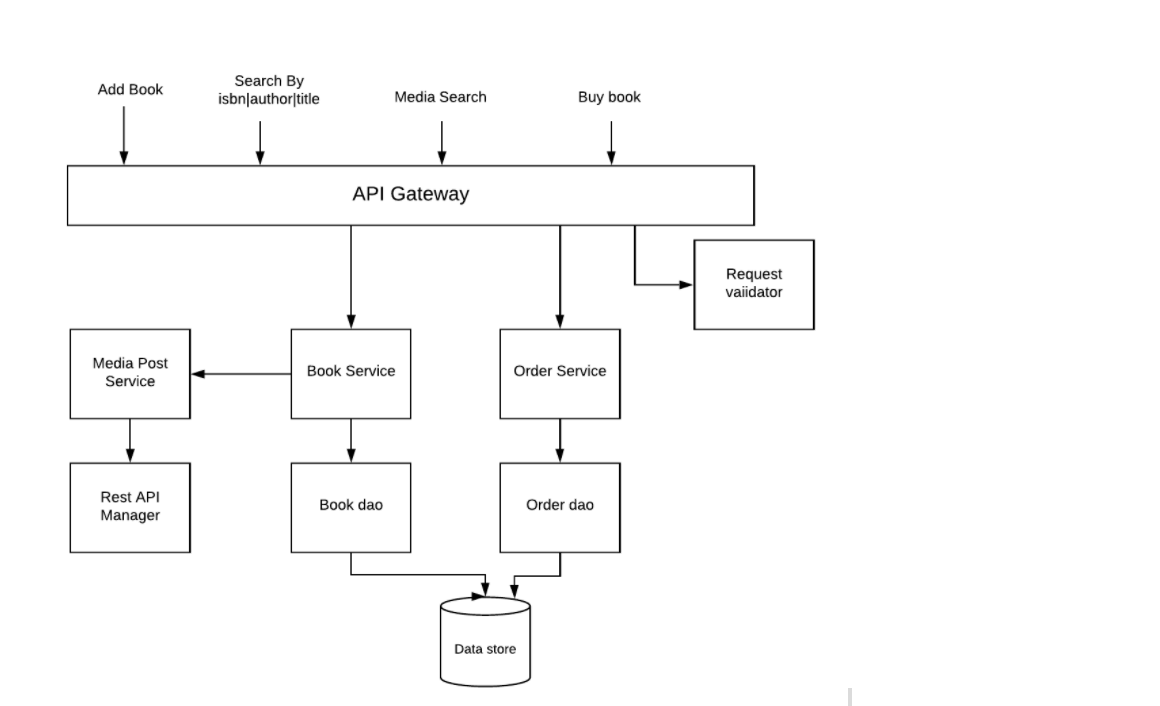 Add Book
Search By
isbn|author|title
Media Search
Buy book
API Gateway
Request
vaiidator
Media Post
Service
Book Service
Order Service
Rest API
Manager
Book dao
Order dao
Data store